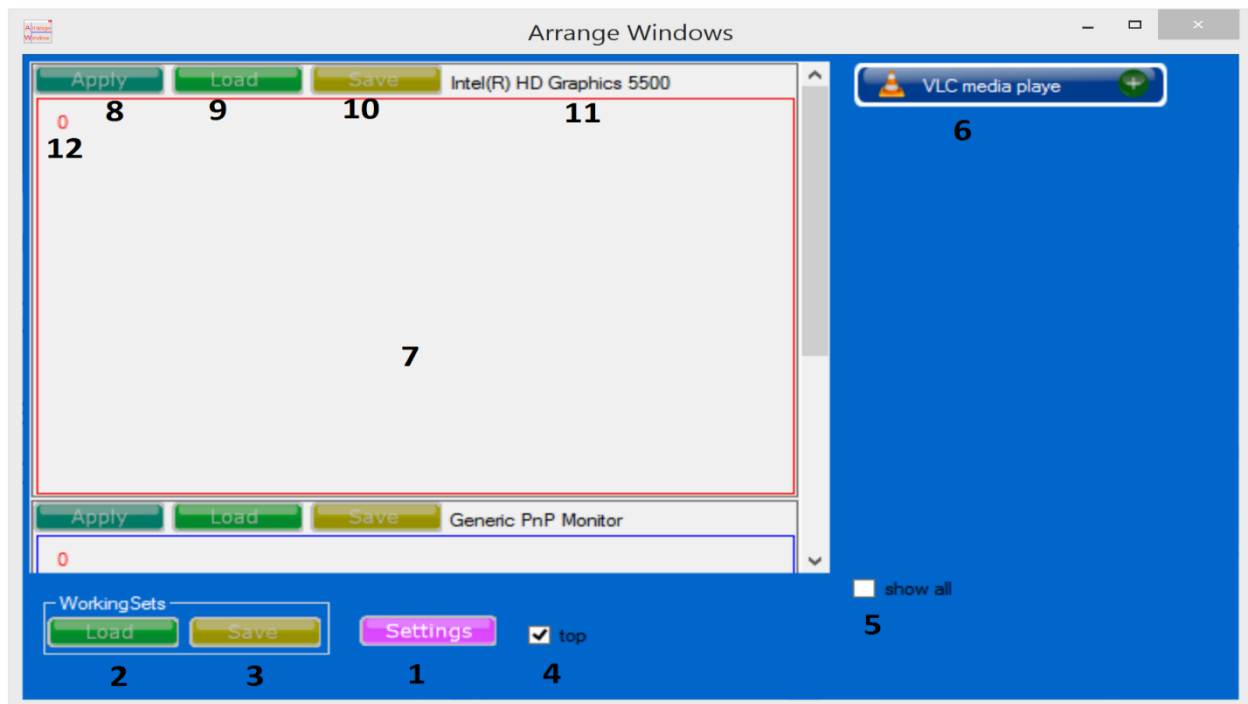 Arrange
Window
Arrange Windows
Apply Load Save Intel(R) HD Graphics 5500
8 9 10 11
0
12
7
Apply Load Save Generic PnP Monitor
0
VLC media playe
6
show all
5
WorkingSets
Load Save Settings top
2 3 1 4